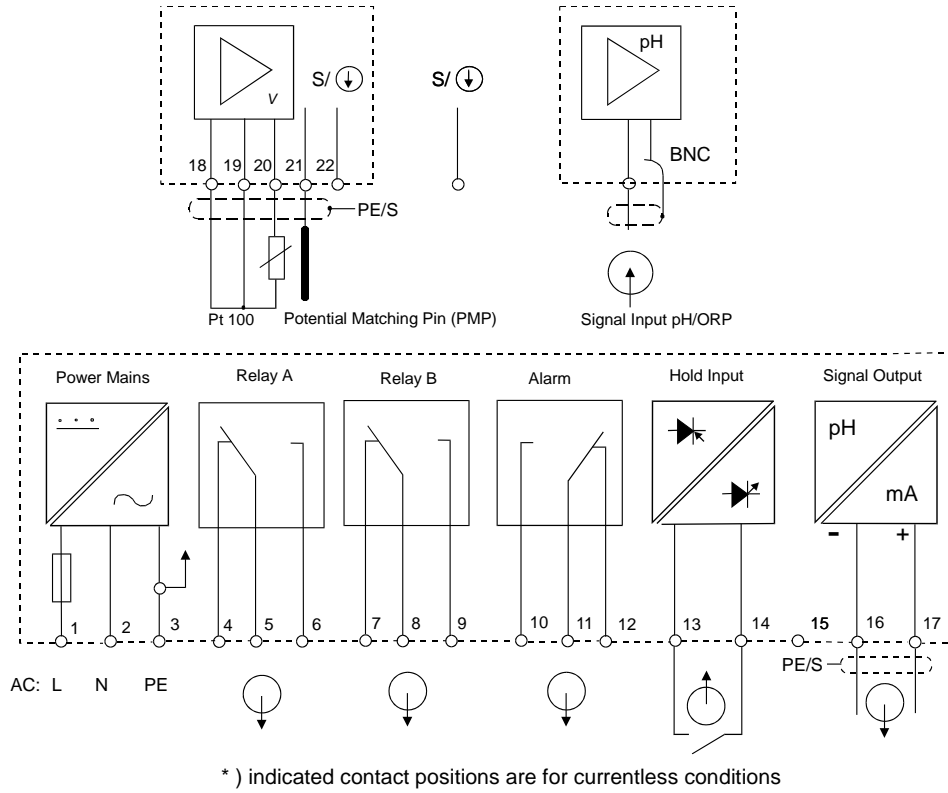 pH
V
S/
S/
BNC
18 19 20 21 22
PE/S
Pt 100 Potential Matching Pin (PMP) Signal Input pH/ORP
Power Mains Relay A Relay B Alarm Hold Input Signal Output
pH
mA
- +
1 2 3 4 5 6 7 8 9 10 11 12 13 14 15 16 17
PE/S
AC: L N PE
* ) indicated contact positions are for currentless conditions